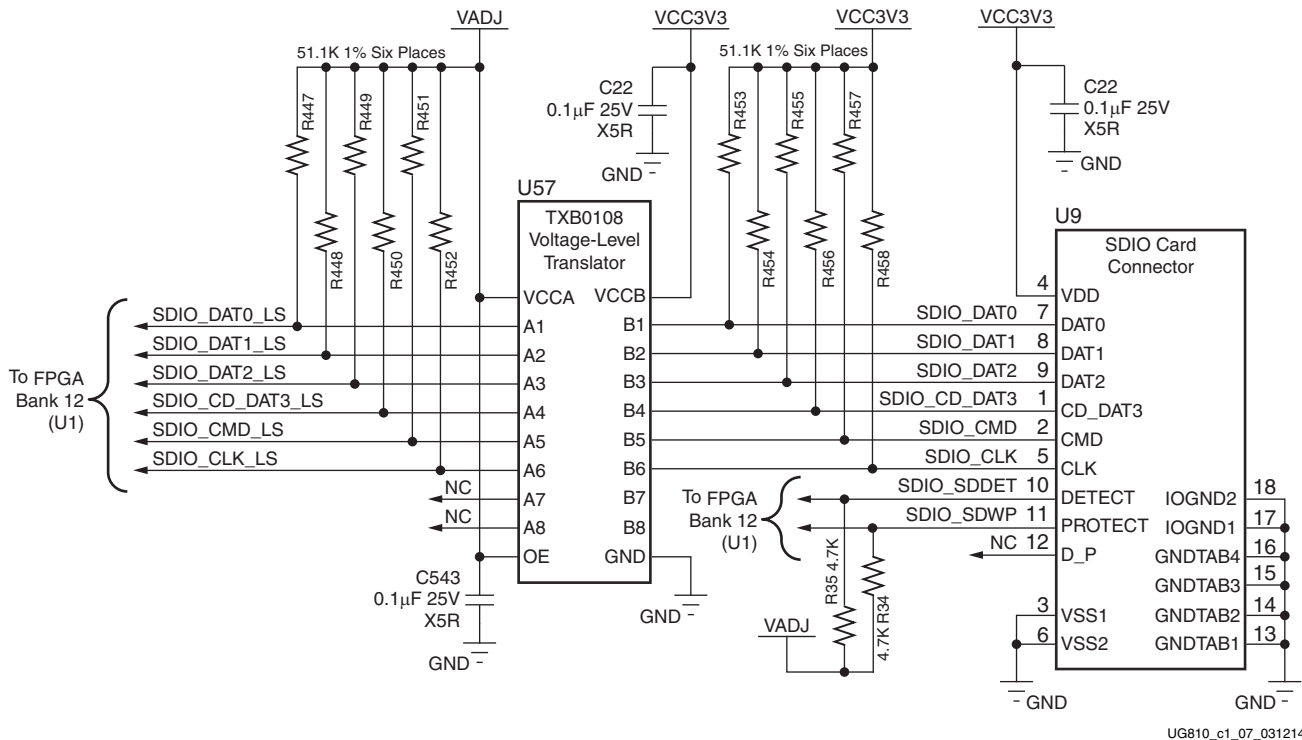 VADJ
VCC3V3
VCC3V3
VCC3V3
51.1K 1% Six Places
51.1K 1% Six Places
R447
R449
R451
R448
R450
R452
C22
0.1μF 25V
X5R
GND
R453
R455
R457
R454
R456
R458
C22
0.1μF 25V
X5R
GND
U57
TXB0108
Voltage-Level
Translator
VCCA
VCCB
A1
B1
A2
B2
A3
B3
A4
B4
A5
B5
A6
B6
A7
B7
A8
B8
OE
GND
To FPGA
Bank 12
(U1)
SDIO_DAT0_LS
SDIO_DAT1_LS
SDIO_DAT2_LS
SDIO_CD_DAT3_LS
SDIO_CMD_LS
SDIO_CLK_LS
NC
NC
C543
0.1μF 25V
X5R
GND
GND
U9
SDIO Card
Connector
4
VDD
SDIO_DAT0
7
DAT0
SDIO_DAT1
8
DAT1
SDIO_DAT2
9
DAT2
SDIO_CD_DAT3
1
CD_DAT3
SDIO_CMD
2
CMD
SDIO_CLK
5
CLK
SDIO_SDDET
10
DETECT
SDIO_SDWP
11
PROTECT
NC
12
D_P
3
VSS1
6
VSS2
To FPGA
Bank 12
(U1)
R35 4.7K
4.7K R34
VADJ
IOGND2
18
IOGND1
17
GNDTAB4
16
GNDTAB3
15
GNDTAB2
14
GNDTAB1
13
GND
GND
UG810_c1_07_031214